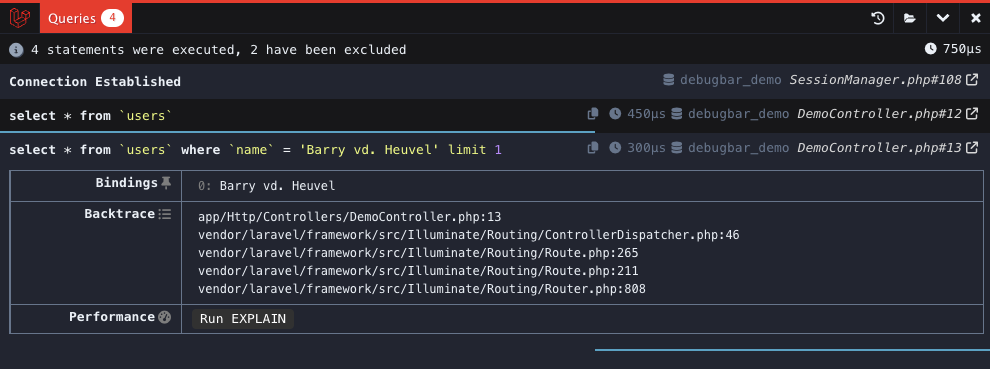 Queries 4
4 statements were executed, 2 have been excluded 750μs
Connection Established debugbar_demo SessionManager.php#108
select * from `users` 450μs debugbar_demo DemoController.php#12
select * from `users` where `name` = 'Barry vd. Heuvel' limit 1 300μs debugbar_demo DemoController.php#13
Bindings 0: Barry vd. Heuvel
Backtrace app/Http/Controllers/DemoController.php:13
vendor/laravel/framework/src/Illuminate/Routing/ControllerDispatcher.php:46
vendor/laravel/framework/src/Illuminate/Routing/Route.php:265
vendor/laravel/framework/src/Illuminate/Routing/Route.php:211
vendor/laravel/framework/src/Illuminate/Routing/Router.php:808
Performance Run EXPLAIN